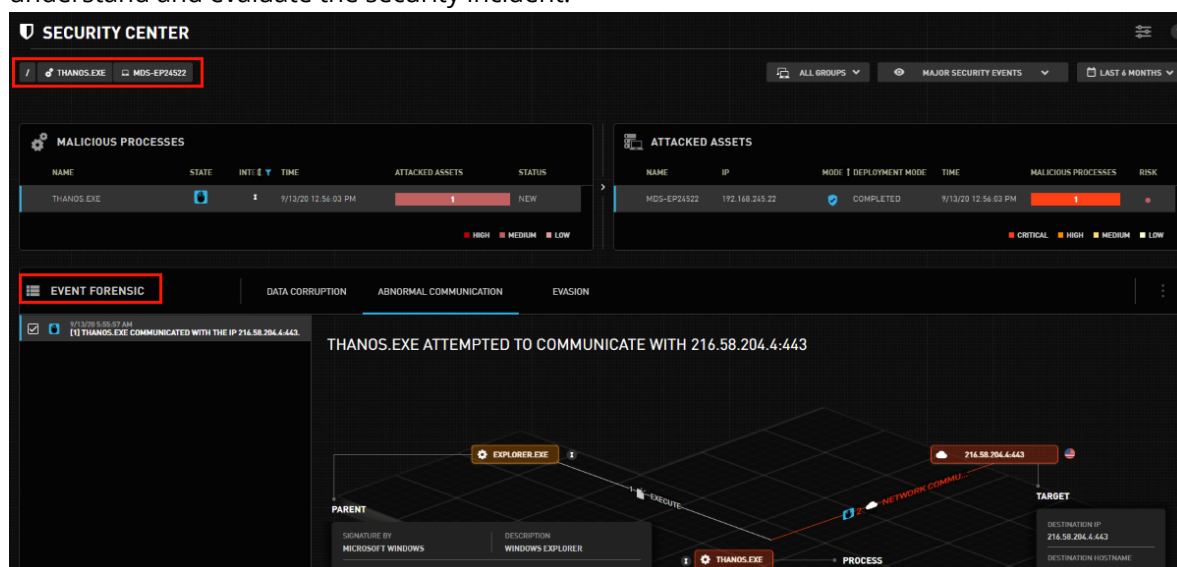 understand and evaluate the security incident.
SECURITY CENTER
/ THANOS.EXE MDS-EP24522
ALL GROUPS MAJOR SECURITY EVENTS LAST 6 MONTHS
MALICIOUS PROCESSES
NAME STATE TIME ATTACKED ASSETS STATUS
THANOS.EXE 9/13/20 12.56.03 PM 1 NEW
HIGH MEDIUM LOW
ATTACKED ASSETS
NAME IP MODE DEPLOYMENT MODE TIME MALICIOUS PROCESSES RISK
MDS-EP24522 192.168.245.22 COMPLETED 9/13/20 12.56.03 PM 1
CRITICAL HIGH MEDIUM LOW
EVENT FORENSIC
DATA CORRUPTION ABNORMAL COMMUNICATION EVASION
9/13/20 5.55.57 AM
[1] THANOS.EXE COMMUNICATED WITH THE IP 216.58.204.4:443.
THANOS.EXE ATTEMPTED TO COMMUNICATE WITH 216.58.204.4:443
EXPLORER.EXE
216.58.204.4:443
1 EXECUTE
2 NETWORK COMMU...
PARENT
SIGNATURE BY
MICROSOFT WINDOWS
DESCRIPTION
WINDOWS EXPLORER
THANOS.EXE
PROCESS
TARGET
DESTINATION IP
216.58.204.4:443
DESTINATION HOSTNAME